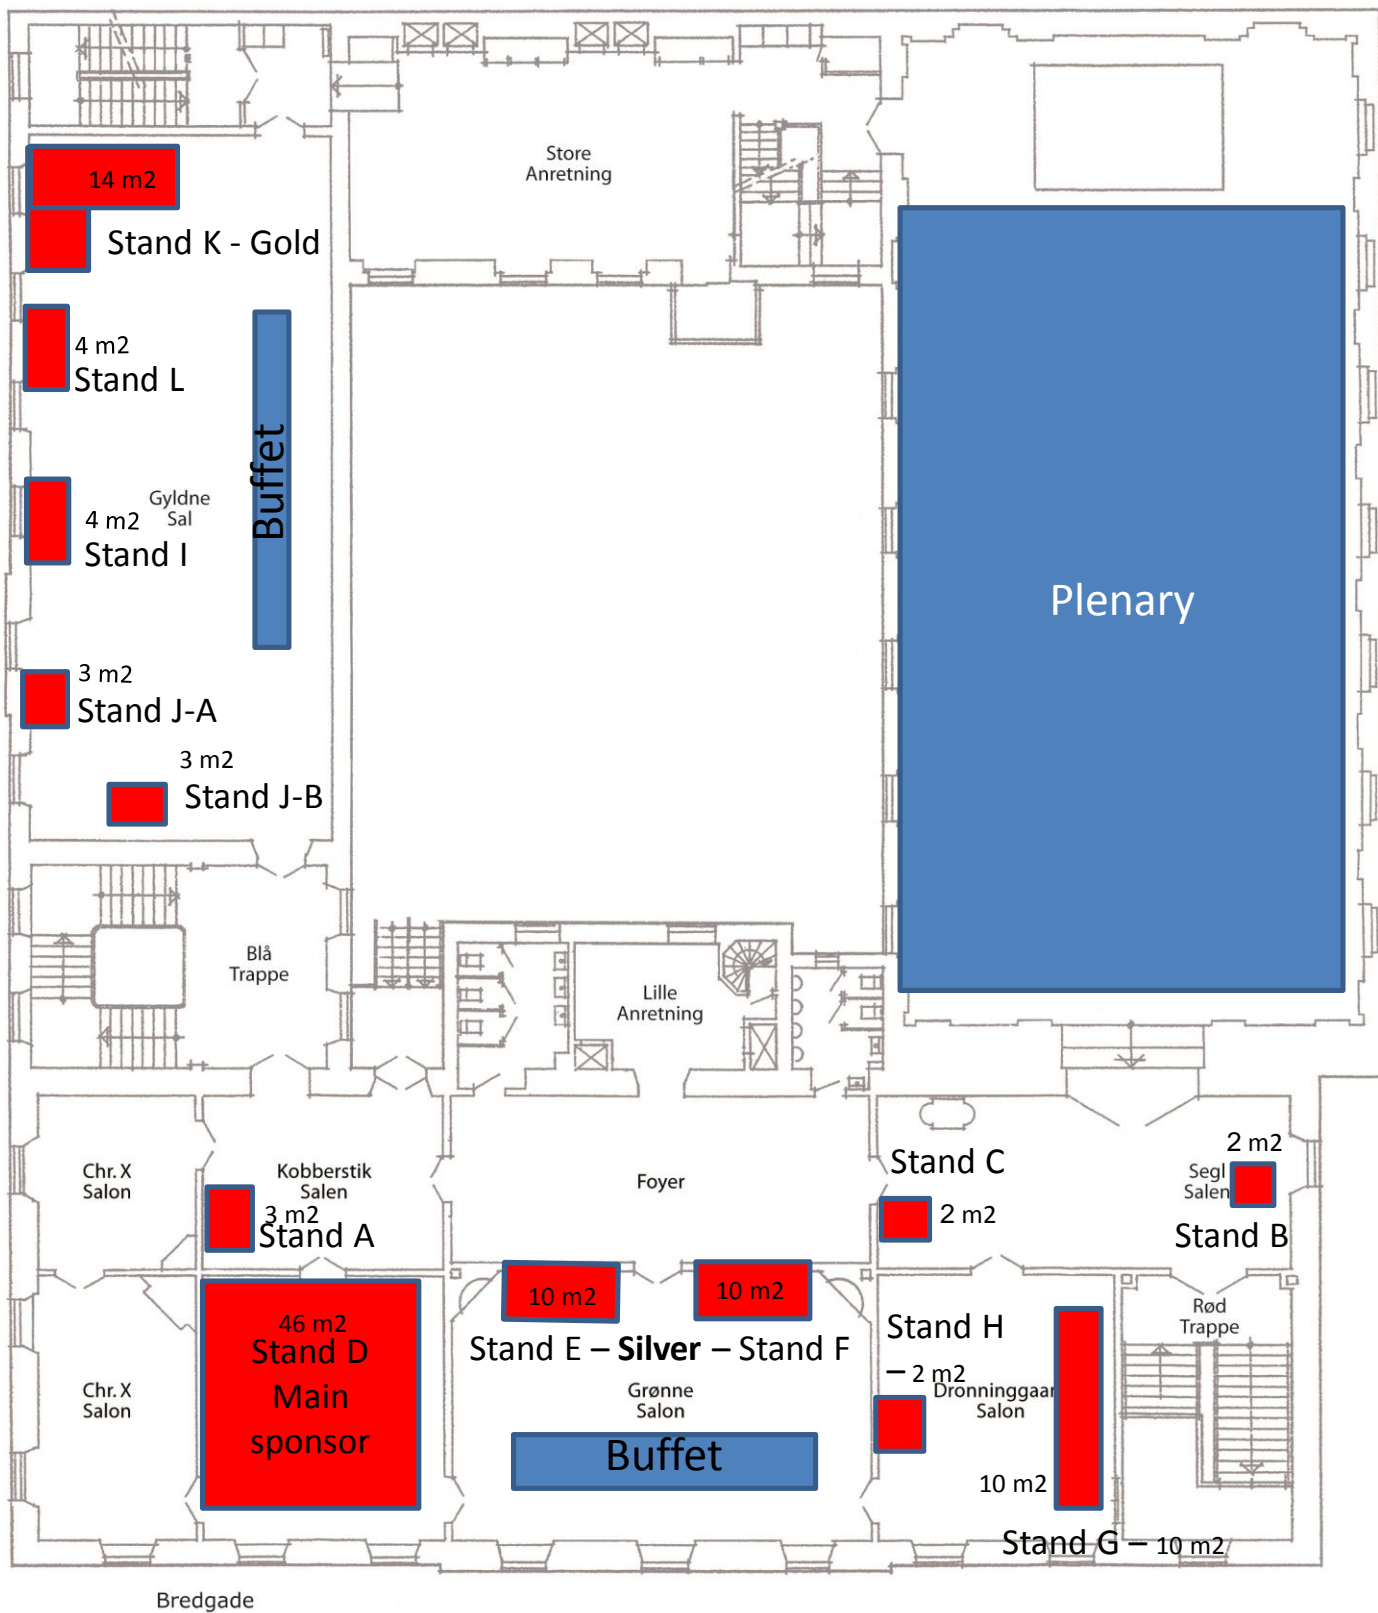 Store
Anretning
14 m2
Stand K - Gold
4 m2
Stand L
Buffet
Gyldne
Sal
4 m2
Stand I
Plenary
3 m2
Stand J-A
3 m2
Stand J-B
Blå
Trappe
Lille
Anretning
Chr. X
Salon
Kobberstik
Salen
3 m2
Stand A
Foyer
Stand C
2 m2
2 m2
Segl
Salen
Stand B
46 m2
Stand D
Main
sponsor
Chr. X
Salon
10 m2
10 m2
Stand E – Silver – Stand F
Grønne
Salon
Buffet
Stand H
– 2 m2
Dronninggaar
Salon
10 m2
Stand G – 10 m2
Rød
Trappe
Bredgade